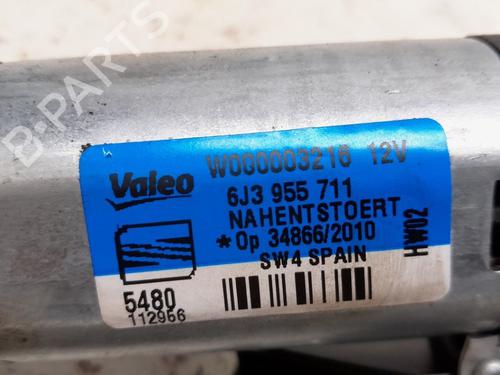 B-PARTS
W000003216 12V
Valeo
6J3 955 711
NAHENTSTOERT
*Op 34866/2010
SW4 SPAIN
HW02
5480
112966